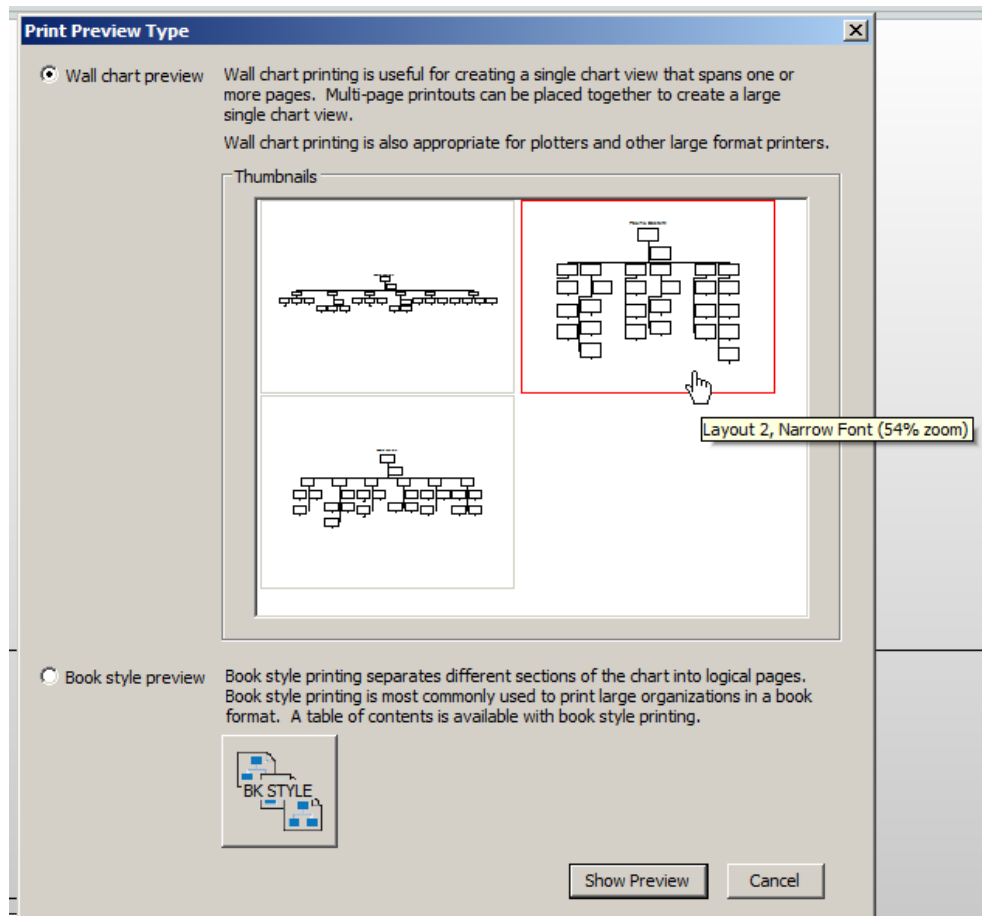 Print Preview Type
Wall chart preview
Wall chart printing is useful for creating a single chart view that spans one or
more pages.  Multi-page printouts can be placed together to create a large
single chart view.
Wall chart printing is also appropriate for plotters and other large format printers.
Thumbnails
Layout 2, Narrow Font (54% zoom)
Book style preview
Book style printing separates different sections of the chart into logical pages.
Book style printing is most commonly used to print large organizations in a book
format.  A table of contents is available with book style printing.
BK STYLE
Show Preview
Cancel